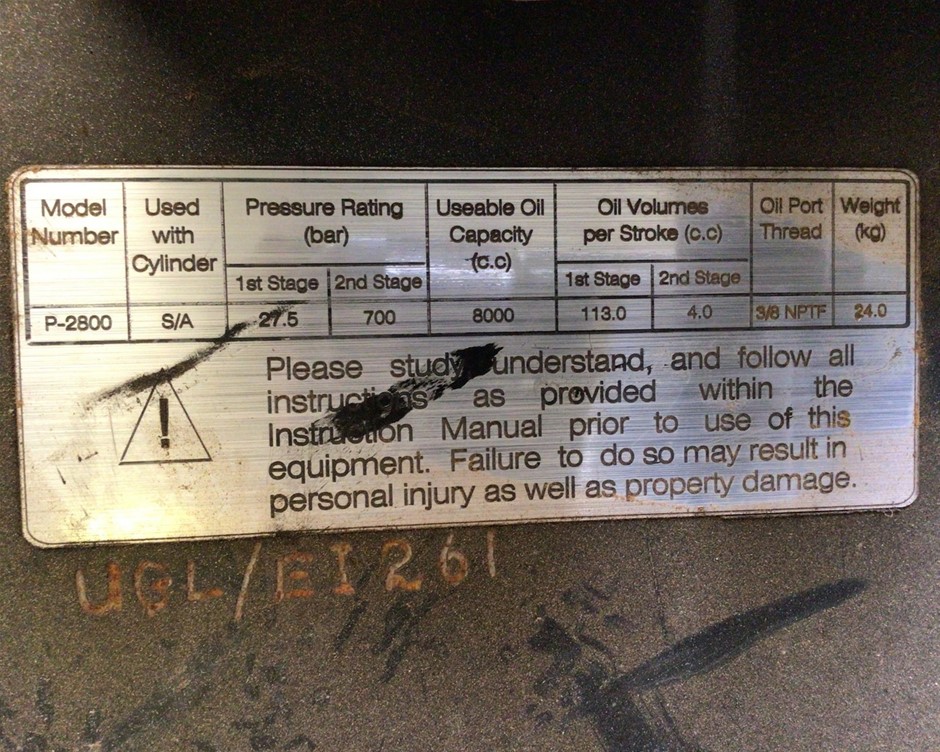 Model Number
Used with Cylinder
Pressure Rating (bar)
Useable Oil Capacity (c.c)
Oil Volumes per Stroke (c.c)
Oil Port Thread
Weight (kg)
1st Stage 2nd Stage 1st Stage 2nd Stage
P-2800 S/A 27.5 700 8000 113.0 4.0 3/8 NPTF 24.0
Please study understand, and follow all
instructions as provided within the
Instruction Manual prior to use of this
equipment. Failure to do so may result in
personal injury as well as property damage.
!
UGL/EI261